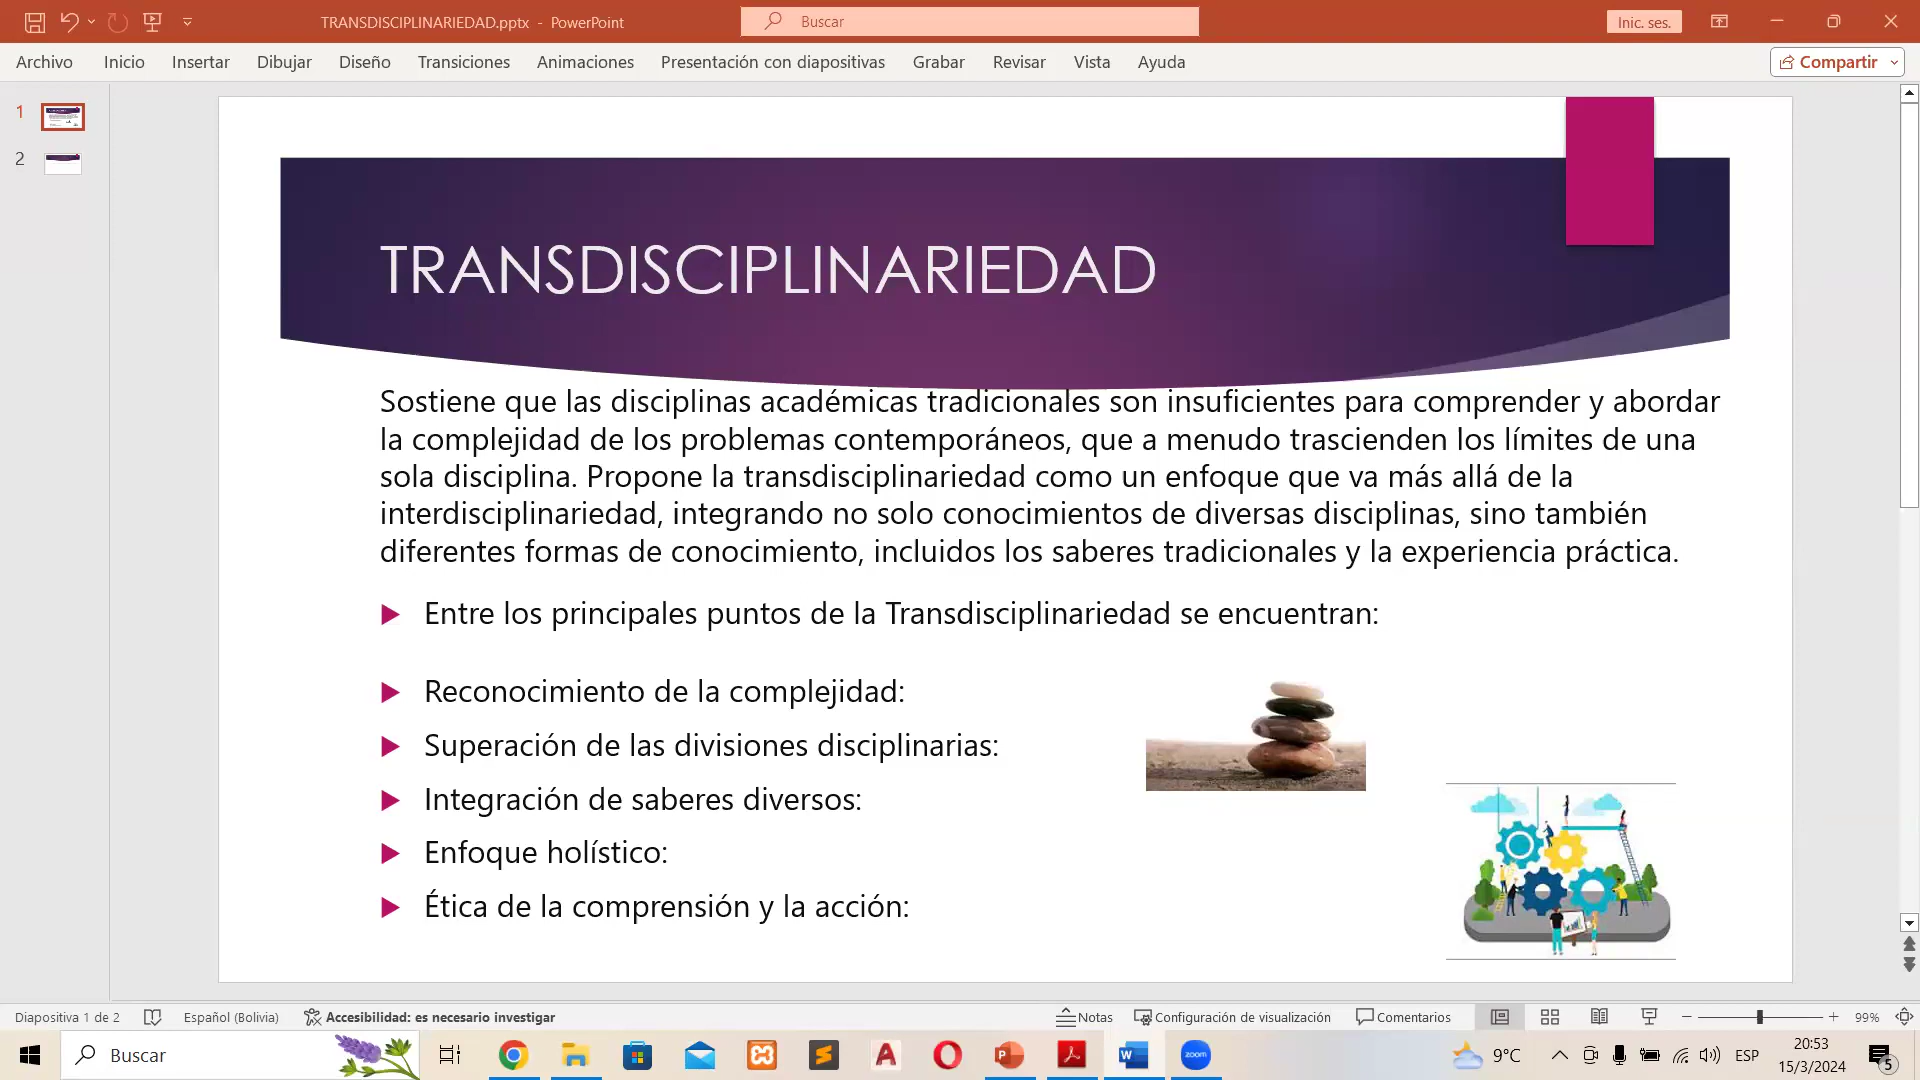 TRANSDISCIPLINARIEDAD.pptx - PowerPoint
Buscar
Inic. ses.
Archivo Inicio Insertar Dibujar Diseño Transiciones Animaciones Presentación con diapositivas Grabar Revisar Vista Ayuda Compartir
1
2
TRANSDISCIPLINARIEDAD
Sostiene que las disciplinas académicas tradicionales son insuficientes para comprender y abordar
la complejidad de los problemas contemporáneos, que a menudo trascienden los límites de una
sola disciplina. Propone la transdisciplinariedad como un enfoque que va más allá de la
interdisciplinariedad, integrando no solo conocimientos de diversas disciplinas, sino también
diferentes formas de conocimiento, incluidos los saberes tradicionales y la experiencia práctica.
Entre los principales puntos de la Transdisciplinariedad se encuentran:
Reconocimiento de la complejidad:
Superación de las divisiones disciplinarias:
Integración de saberes diversos:
Enfoque holístico:
Ética de la comprensión y la acción:
Diapositiva 1 de 2 Español (Bolivia) Accesibilidad: es necesario investigar Notas Configuración de visualización Comentarios 99%
Buscar
zoom
9°C
ESP
20:53
15/3/2024
5